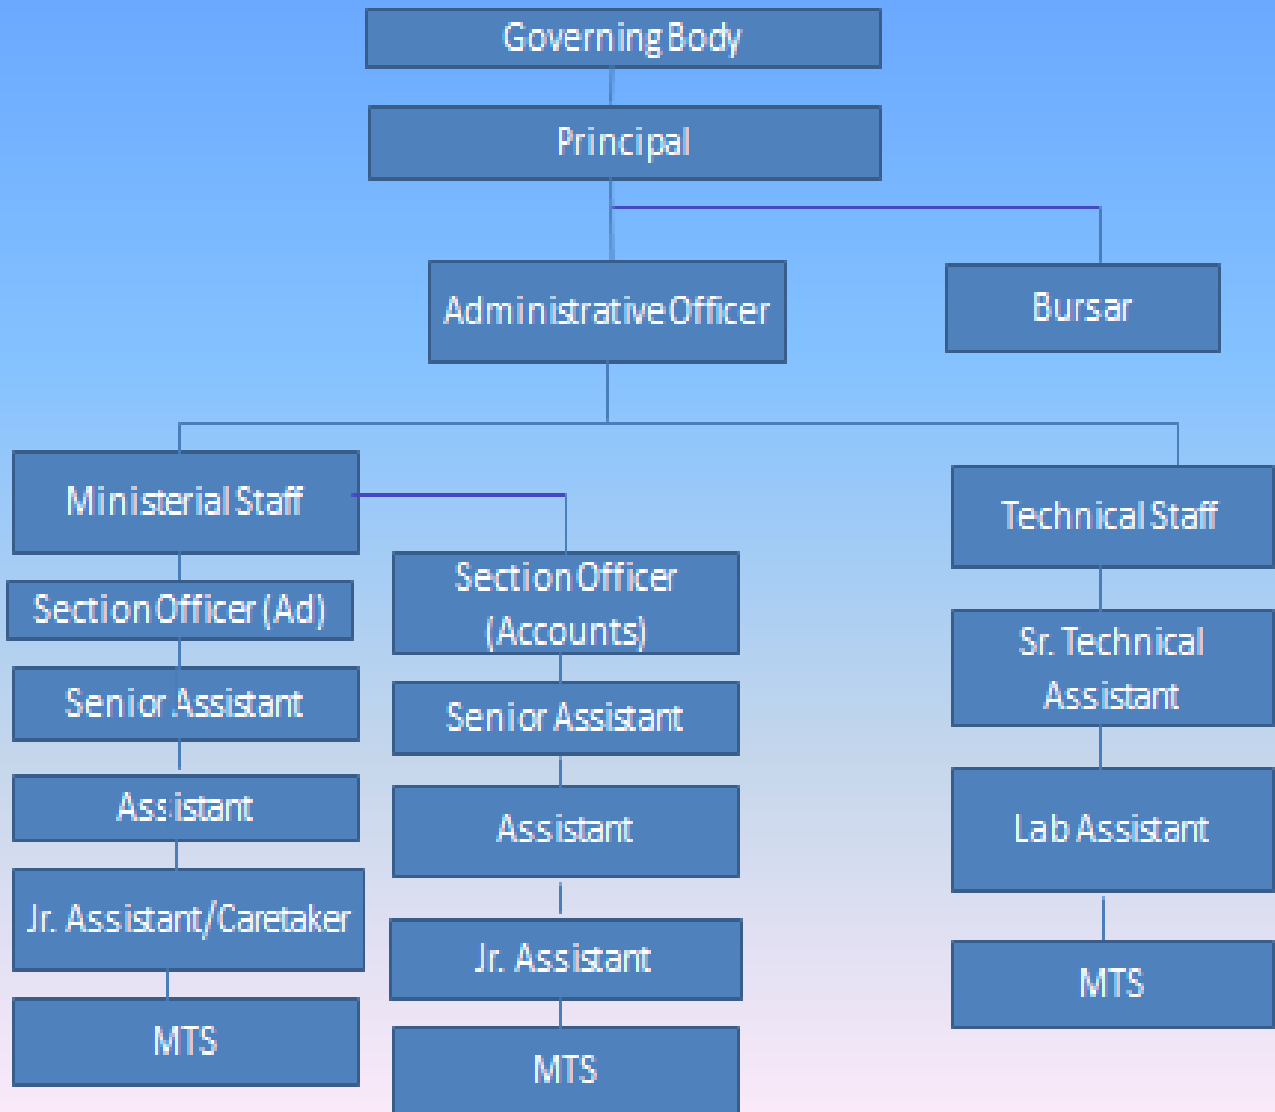 Governing Body
Principal
Administrative Officer
Bursar
Ministerial Staff
Section Officer (Ad)
Senior Assistant
Assistant
Jr. Assistant/Caretaker
MTS
Section Officer
(Accounts)
Senior Assistant
Assistant
Jr. Assistant
MTS
Technical Staff
Sr. Technical
Assistant
Lab Assistant
MTS